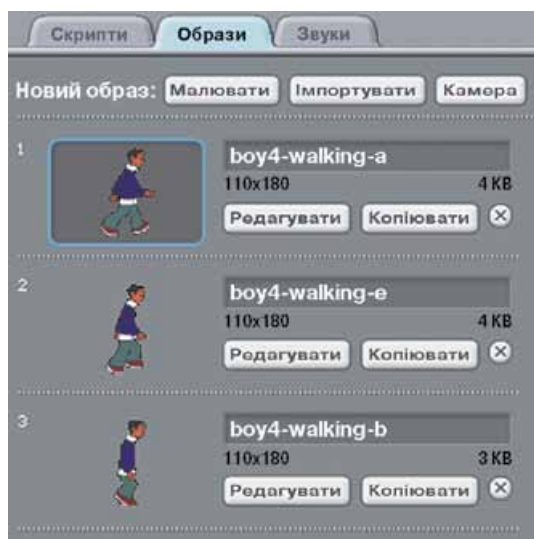 Скрипти Образи Звуки
Новий образ: Малювати Імпортувати Камера
1
boy4-walking-a
110x180 4 KB
Редагувати Копіювати
2
boy4-walking-e
110x180 4 KB
Редагувати Копіювати
3
boy4-walking-b
110x180 3 KB
Редагувати Копіювати